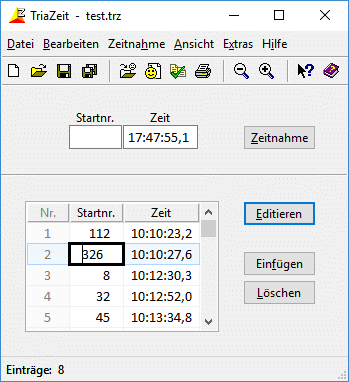 TriaZeit - test.trz
Datei Bearbeiten Zeitnahme Ansicht Extras Hilfe
Startnr. Zeit
17:47:55,1 Zeitnahme
Nr. Startnr. Zeit Editieren
1 112 10:10:23,2
2 326 10:10:27,6
3 8 10:12:30,3 Einfügen
4 32 10:12:52,0 Löschen
5 45 10:13:34,8
Einträge: 8